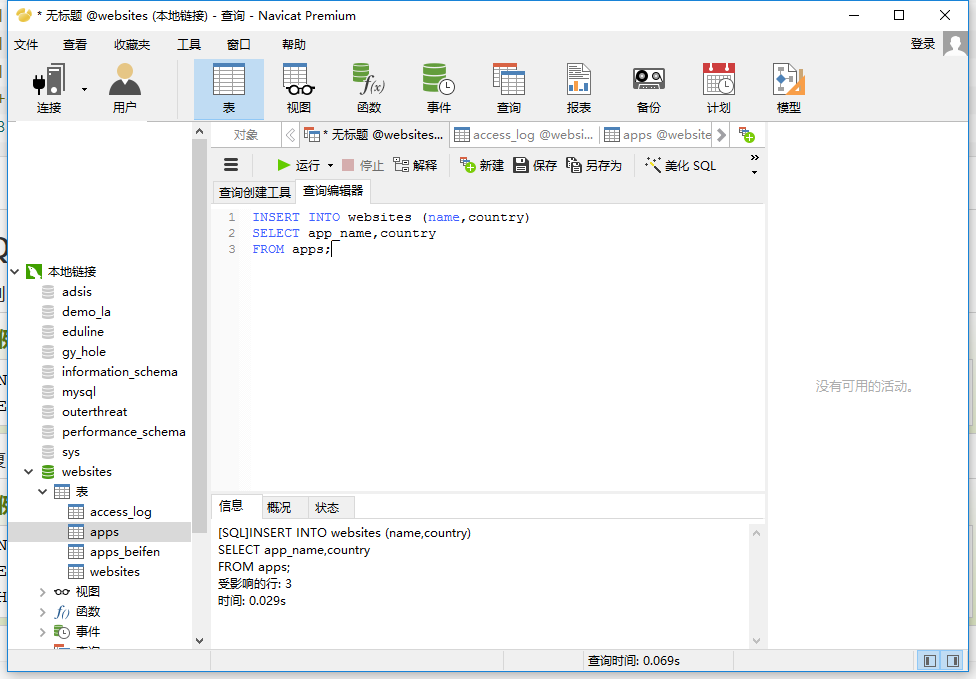 * 无标题 @websites (本地链接) - 查询 - Navicat Premium
文件 查看 收藏夹 工具 窗口 帮助 登录
连接 用户 表 视图 函数 事件 查询 报表 备份 计划 模型
对象 * 无标题 @websites... access_log @websi... apps @website
运行 停止 解释 新建 保存 另存为 美化 SQL
查询创建工具 查询编辑器
1 INSERT INTO websites (name,country)
2 SELECT app_name,country
3 FROM apps;
本地链接
adsis
demo_la
eduline
gy_hole
information_schema
mysql
outerthreat
performance_schema
sys
websites
表
access_log
apps
apps_beifen
websites
视图
函数
事件
没有可用的活动。
信息 概况 状态
[SQL]INSERT INTO websites (name,country)
SELECT app_name,country
FROM apps;
受影响的行: 3
时间: 0.029s
查询时间: 0.069s